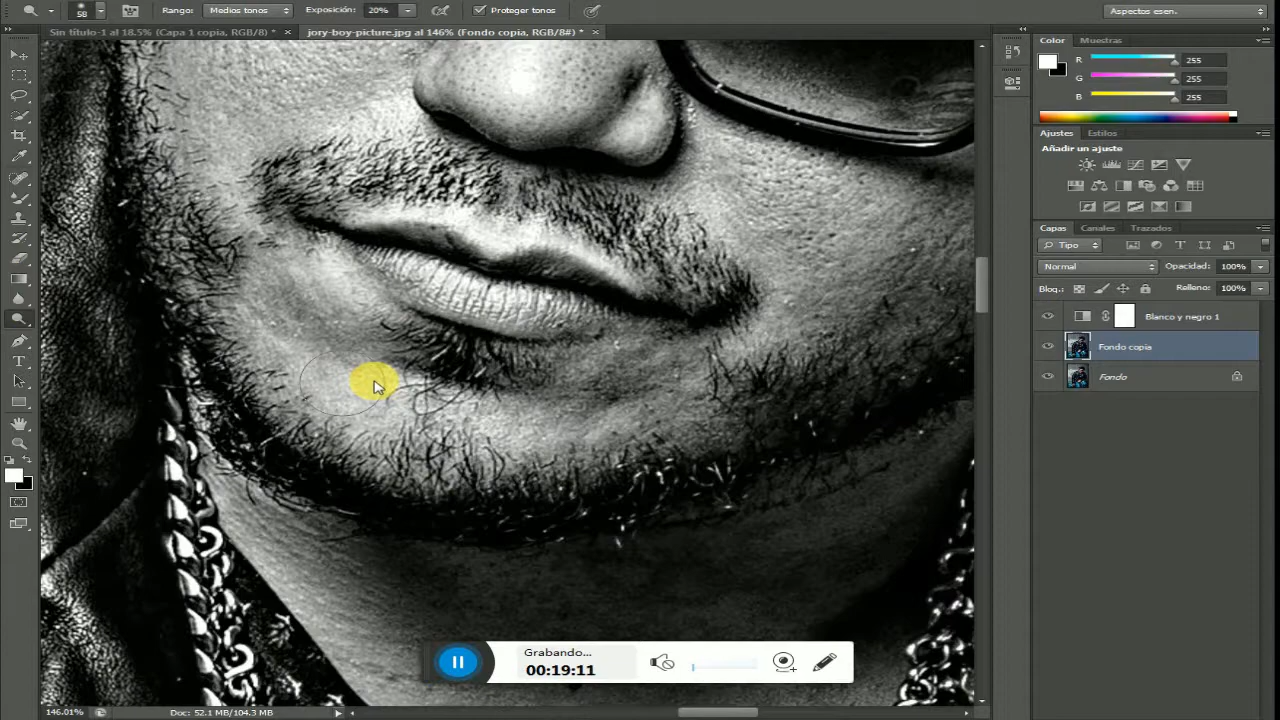 58 Rango: Medios tonos Exposición: 20% Proteger tonos Aspectos esen.
Sin título-1 al 18.5% (Capa 1 copia, RGB/8) * jory-boy-picture.jpg al 146% (Fondo copia, RGB/8#) *
Color Muestras
R 255
G 255
B 255
Ajustes Estilos
Añadir un ajuste
Capas Canales Trazados
Tipo
Normal Opacidad: 100%
Bloq.: Relleno: 100%
Blanco y negro 1
Fondo copia
Fondo
Grabando...
00:19:11
146.01% Doc: 52.1 MB/104.3 MB